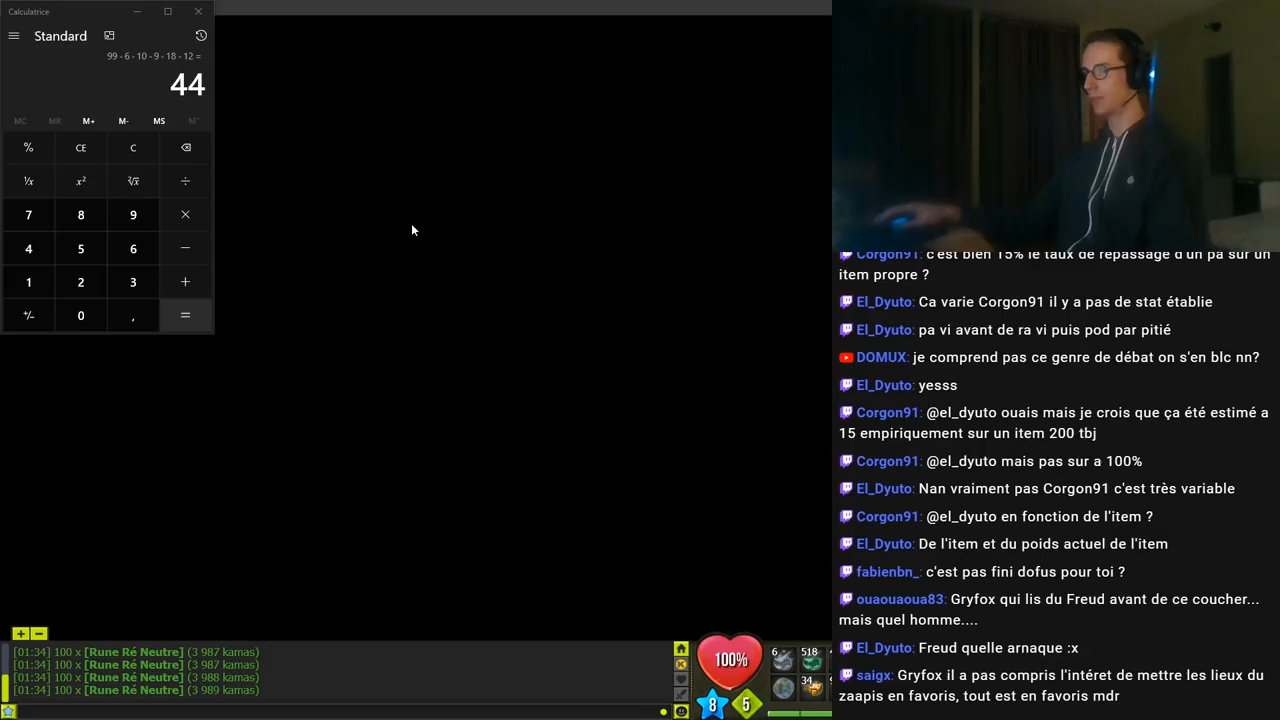 Calculatrice
Standard
99 - 6 - 10 - 9 - 18 - 12 =
44
MC MR M+ M- MS M˅
% CE C
¹/x x² ²√x ÷
7 8 9 ×
4 5 6 −
1 2 3 +
+/− 0 , =
[01:34] 100 x [Rune Ré Neutre] (3 987 kamas)
[01:34] 100 x [Rune Ré Neutre] (3 987 kamas)
[01:34] 100 x [Rune Ré Neutre] (3 988 kamas)
[01:34] 100 x [Rune Ré Neutre] (3 989 kamas)
100%
8 5
6 518
34
Corgon91: c'est bien 15% le taux de repassage d'un pa sur un
item propre ?
El_Dyuto: Ca varie Corgon91 il y a pas de stat établie
El_Dyuto: pa vi avant de ra vi puis pod par pitié
DOMUX: je comprend pas ce genre de débat on s'en blc nn?
El_Dyuto: yesss
Corgon91: @el_dyuto ouais mais je crois que ça été estimé a
15 empiriquement sur un item 200 tbj
Corgon91: @el_dyuto mais pas sur a 100%
El_Dyuto: Nan vraiment pas Corgon91 c'est très variable
Corgon91: @el_dyuto en fonction de l'item ?
El_Dyuto: De l'item et du poids actuel de l'item
fabienbn_: c'est pas fini dofus pour toi ?
ouaouaoua83: Gryfox qui lis du Freud avant de ce coucher...
mais quel homme....
El_Dyuto: Freud quelle arnaque :x
saigx: Gryfox il a pas compris l'intéret de mettre les lieux du
zaapis en favoris, tout est en favoris mdr